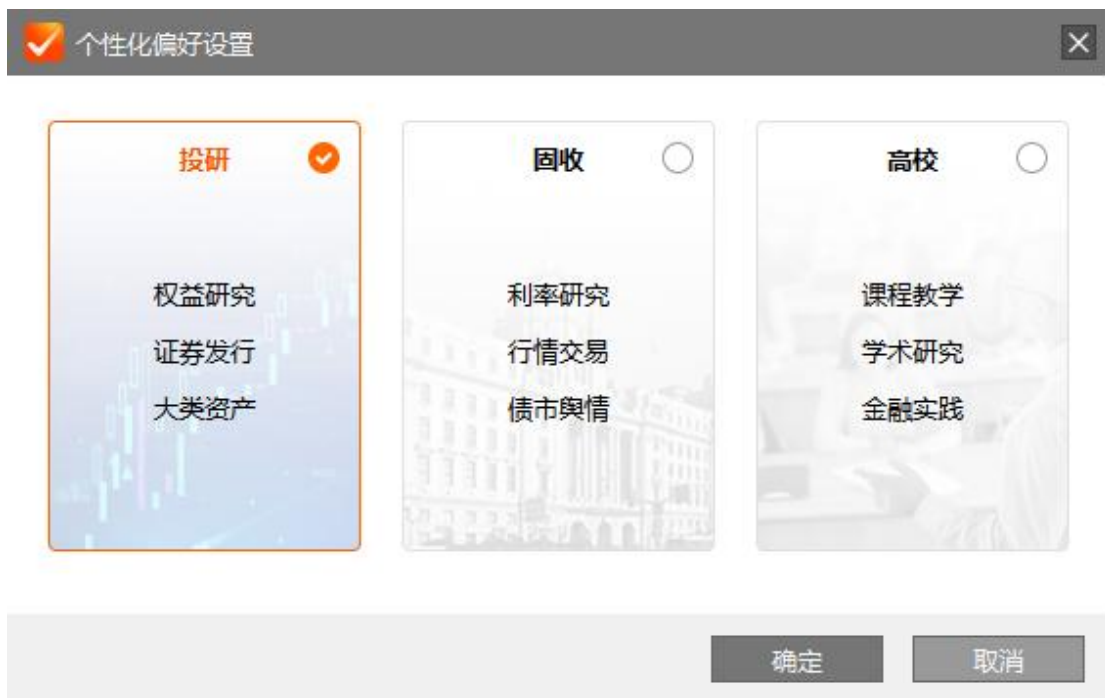 个性化偏好设置
投研
权益研究
证券发行
大类资产
固收
利率研究
行情交易
债市舆情
高校
课程教学
学术研究
金融实践
确定
取消